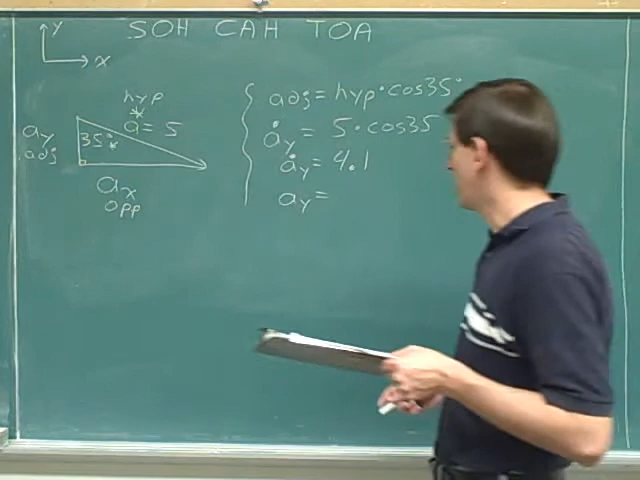 SOH CAH TOA
y
x
hyp
a = 5
35°
ay
adj
ax
opp
adj = hyp · cos35°
ay = 5 · cos35
ay = 4.1
ay =